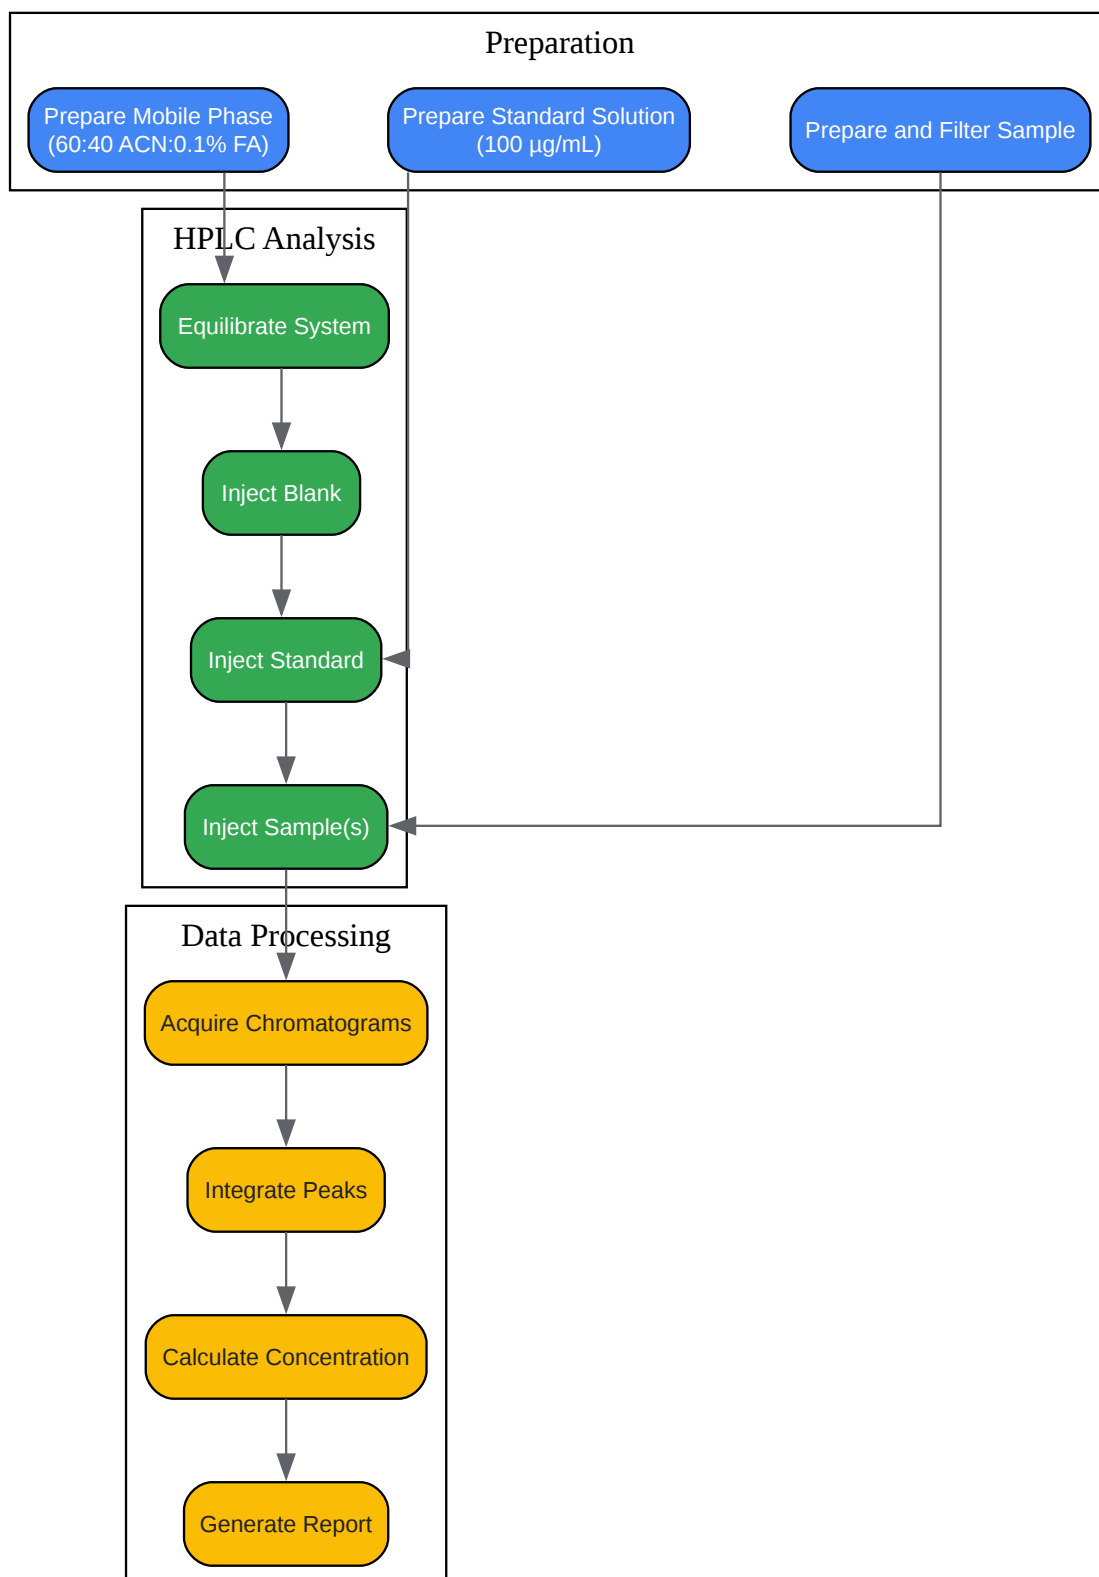 Preparation
Prepare Mobile Phase
(60:40 ACN:0.1% FA)
Prepare Standard Solution
(100 µg/mL)
Prepare and Filter Sample
HPLC Analysis
Equilibrate System
Inject Blank
Inject Standard
Inject Sample(s)
Data Processing
Acquire Chromatograms
Integrate Peaks
Calculate Concentration
Generate Report